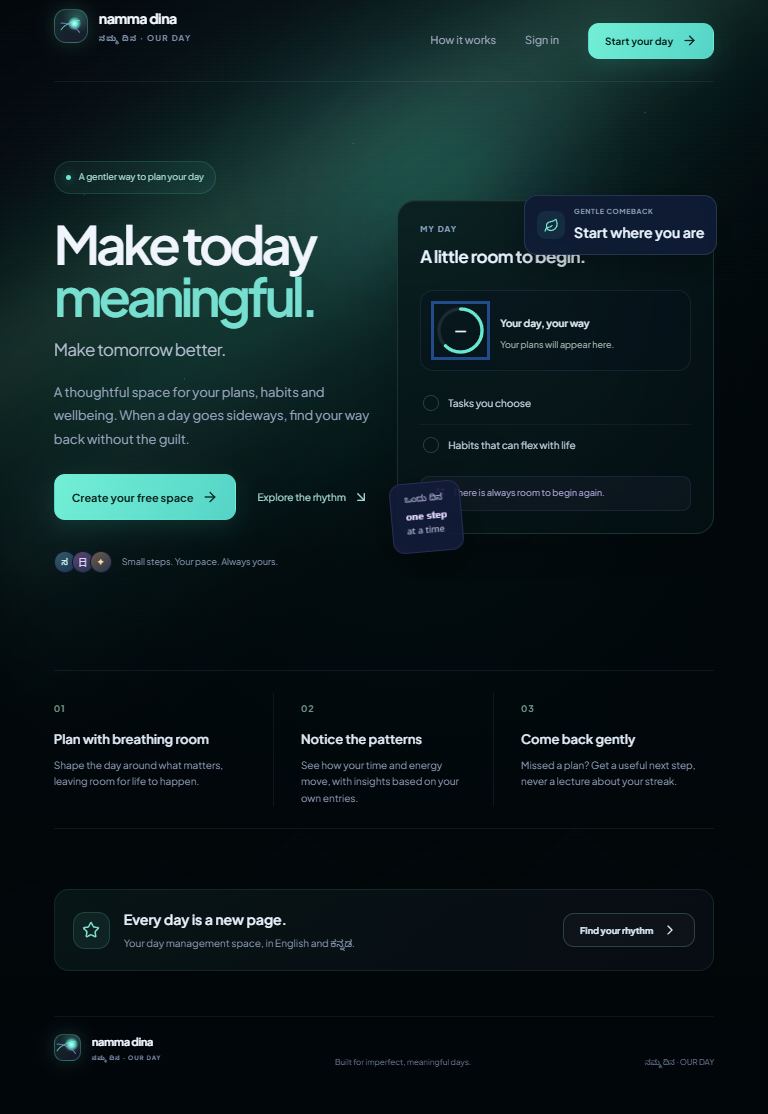 namma dina
ನಮ್ಮ ದಿನ · OUR DAY
How it works
Sign in
Start your day
A gentler way to plan your day
Make today
meaningful.
Make tomorrow better.
A thoughtful space for your plans, habits and
wellbeing. When a day goes sideways, find your way
back without the guilt.
Create your free space
Explore the rhythm
ನ
日
Small steps. Your pace. Always yours.
GENTLE COMEBACK
Start where you are
MY DAY
A little room to begin.
Your day, your way
Your plans will appear here.
Tasks you choose
Habits that can flex with life
There is always room to begin again.
ಒಂದು ದಿನ
one step
at a time
01
Plan with breathing room
Shape the day around what matters,
leaving room for life to happen.
02
Notice the patterns
See how your time and energy
move, with insights based on your
own entries.
03
Come back gently
Missed a plan? Get a useful next step,
never a lecture about your streak.
Every day is a new page.
Your day management space, in English and ಕನ್ನಡ.
Find your rhythm
namma dina
ನಮ್ಮ ದಿನ · OUR DAY
Built for imperfect, meaningful days.
ನಮ್ಮ ದಿನ · OUR DAY